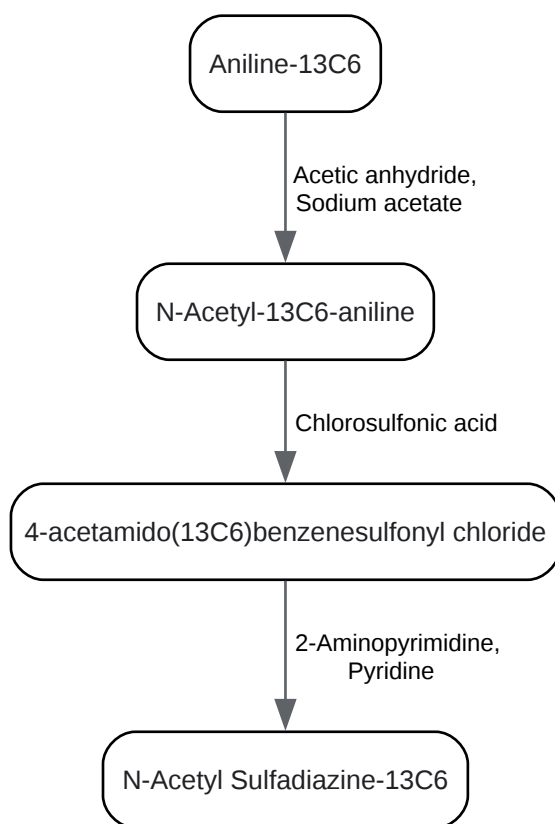 Aniline-13C6
Acetic anhydride,
Sodium acetate
N-Acetyl-13C6-aniline
Chlorosulfonic acid
4-acetamido(13C6)benzenesulfonyl chloride
2-Aminopyrimidine,
Pyridine
N-Acetyl Sulfadiazine-13C6